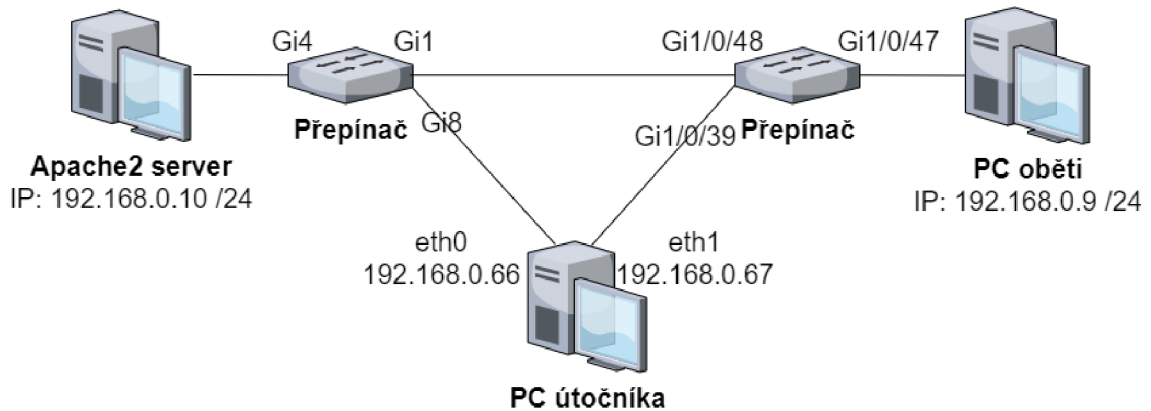 Gi4
Gi1
Gi1/0/48
Gi1/0/47
Přepínač
Gi8
Gi1/0/39
Přepínač
Apache2 server
IP: 192.168.0.10 /24
PC oběti
IP: 192.168.0.9 /24
eth0
192.168.0.66
eth1
192.168.0.67
PC útočníka